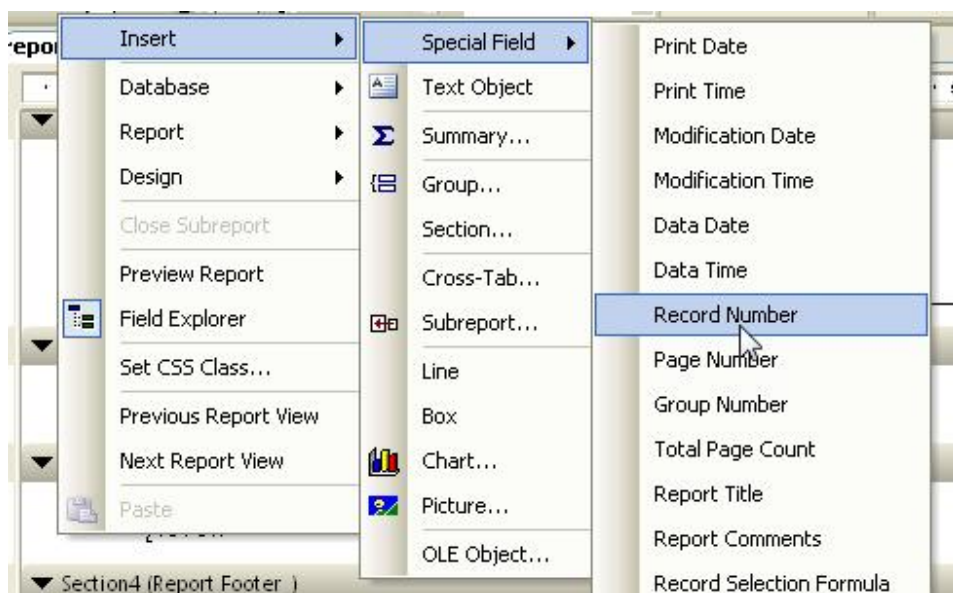 repor
Insert
Database
Report
Design
Close Subreport
Preview Report
Field Explorer
Set CSS Class...
Previous Report View
Next Report View
Paste
Special Field
Text Object
Summary...
Group...
Section...
Cross-Tab...
Subreport...
Line
Box
Chart...
Picture...
OLE Object...
Print Date
Print Time
Modification Date
Modification Time
Data Date
Data Time
Record Number
Page Number
Group Number
Total Page Count
Report Title
Report Comments
Record Selection Formula
Section4 (Report Footer )